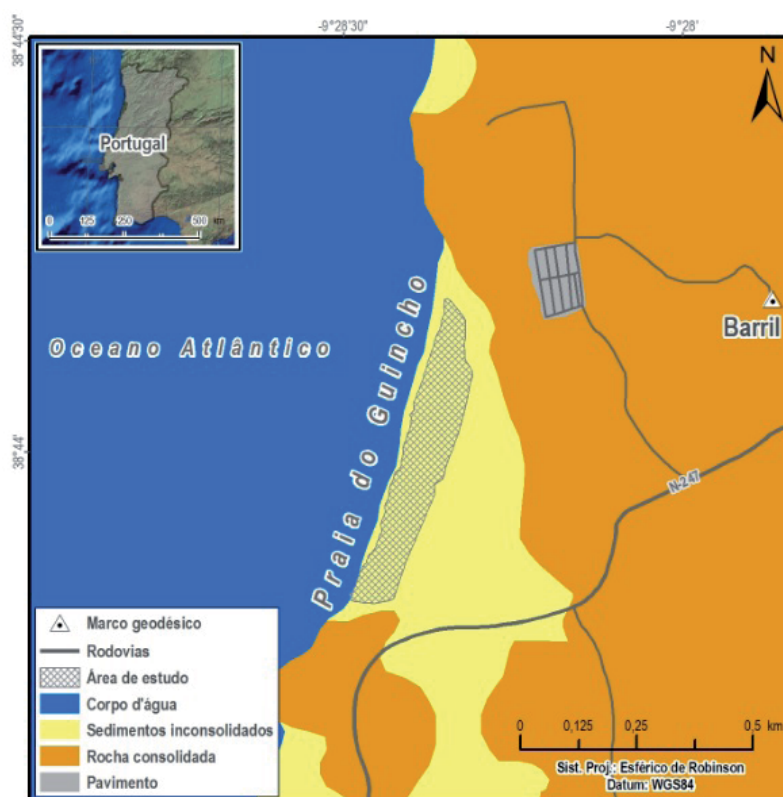 -9°28'30"
-9°28'
38°44'30"
N
Portugal
0 125 250 500 km
Barril
Oceano Atlântico
Praia do Guincho
38°44'
N-247
Marco geodésico
Rodovias
Área de estudo
Corpo d'água
Sedimentos inconsolidados
Rocha consolidada
Pavimento
0 0,125 0,25 0,5 km
Sist. Proj.: Esférico de Robinson
Datum: WGS84